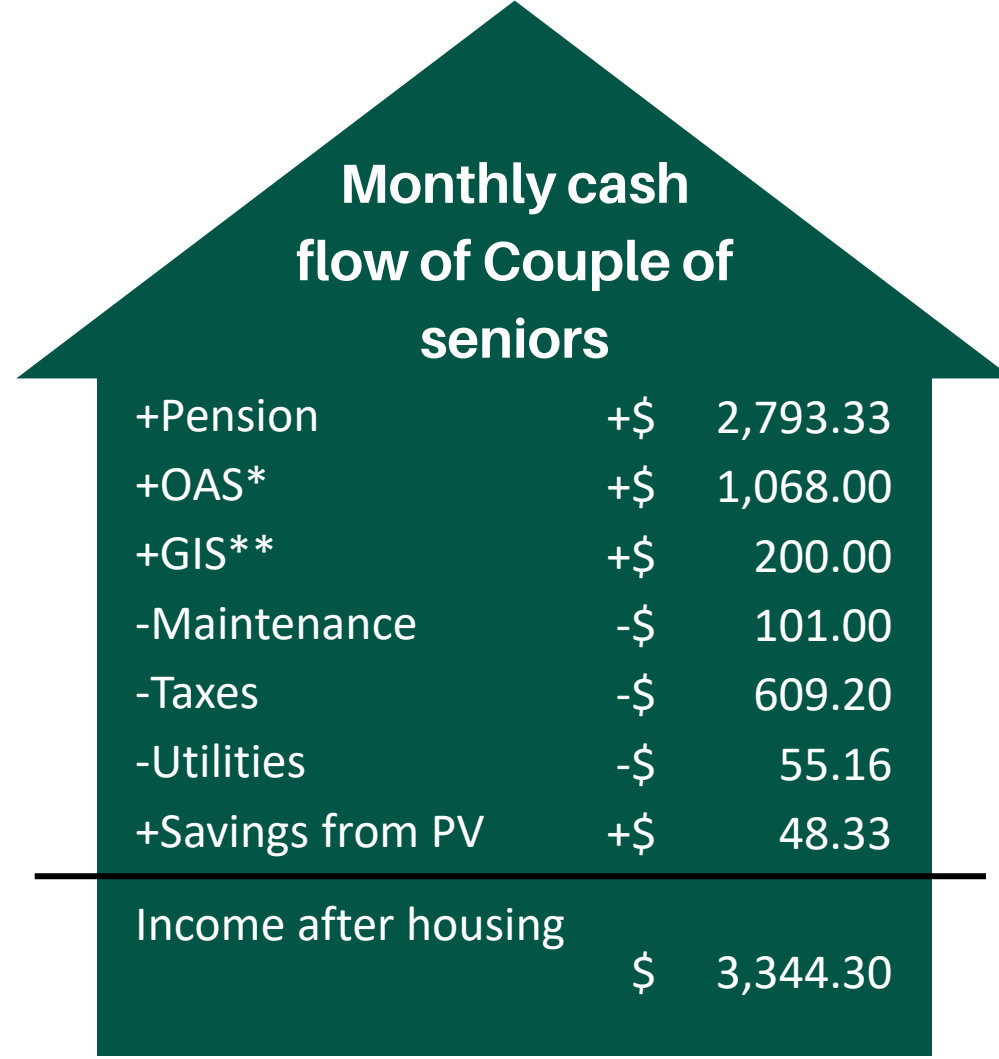 Monthly cash
flow of Couple of
seniors
+Pension +$ 2,793.33
+OAS* +$ 1,068.00
+GIS** +$ 200.00
-Maintenance -$ 101.00
-Taxes -$ 609.20
-Utilities -$ 55.16
+Savings from PV +$ 48.33
Income after housing
$ 3,344.30